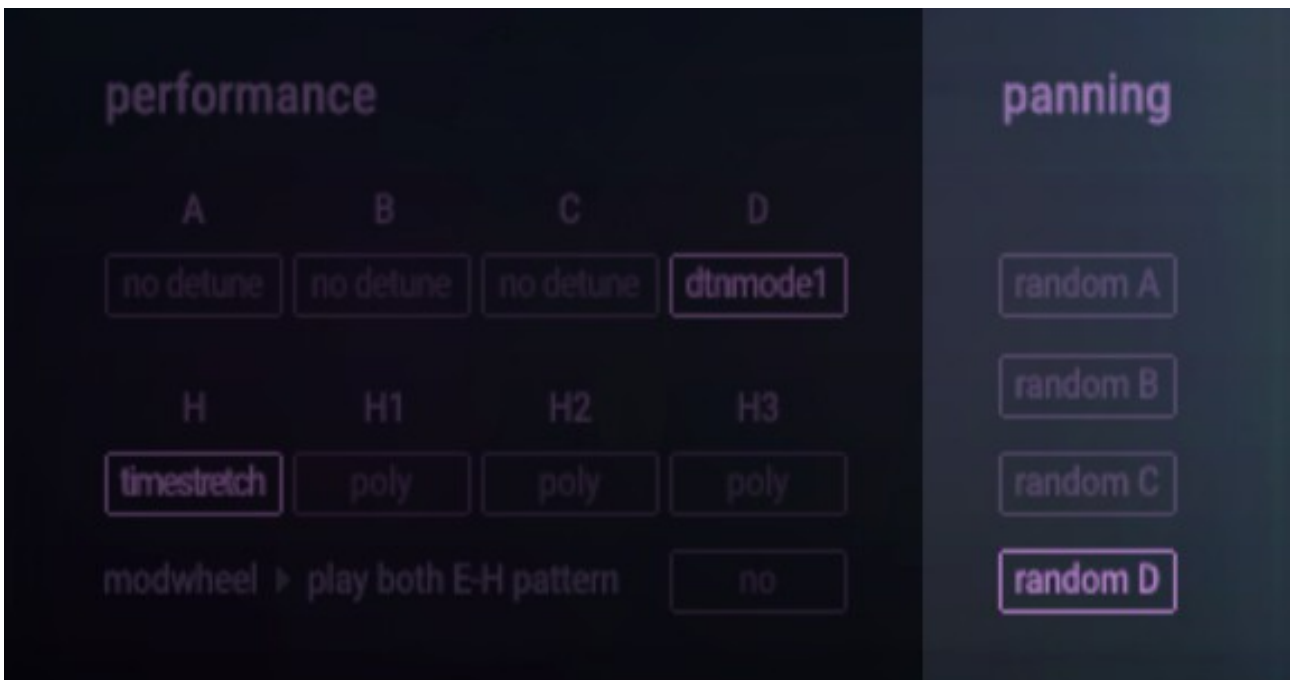 performance
panning
A B C D
no detune no detune no detune dtnmode1
random A
random B
H H1 H2 H3
timestretch poly poly poly
random C
modwheel ▸ play both E-H pattern no
random D